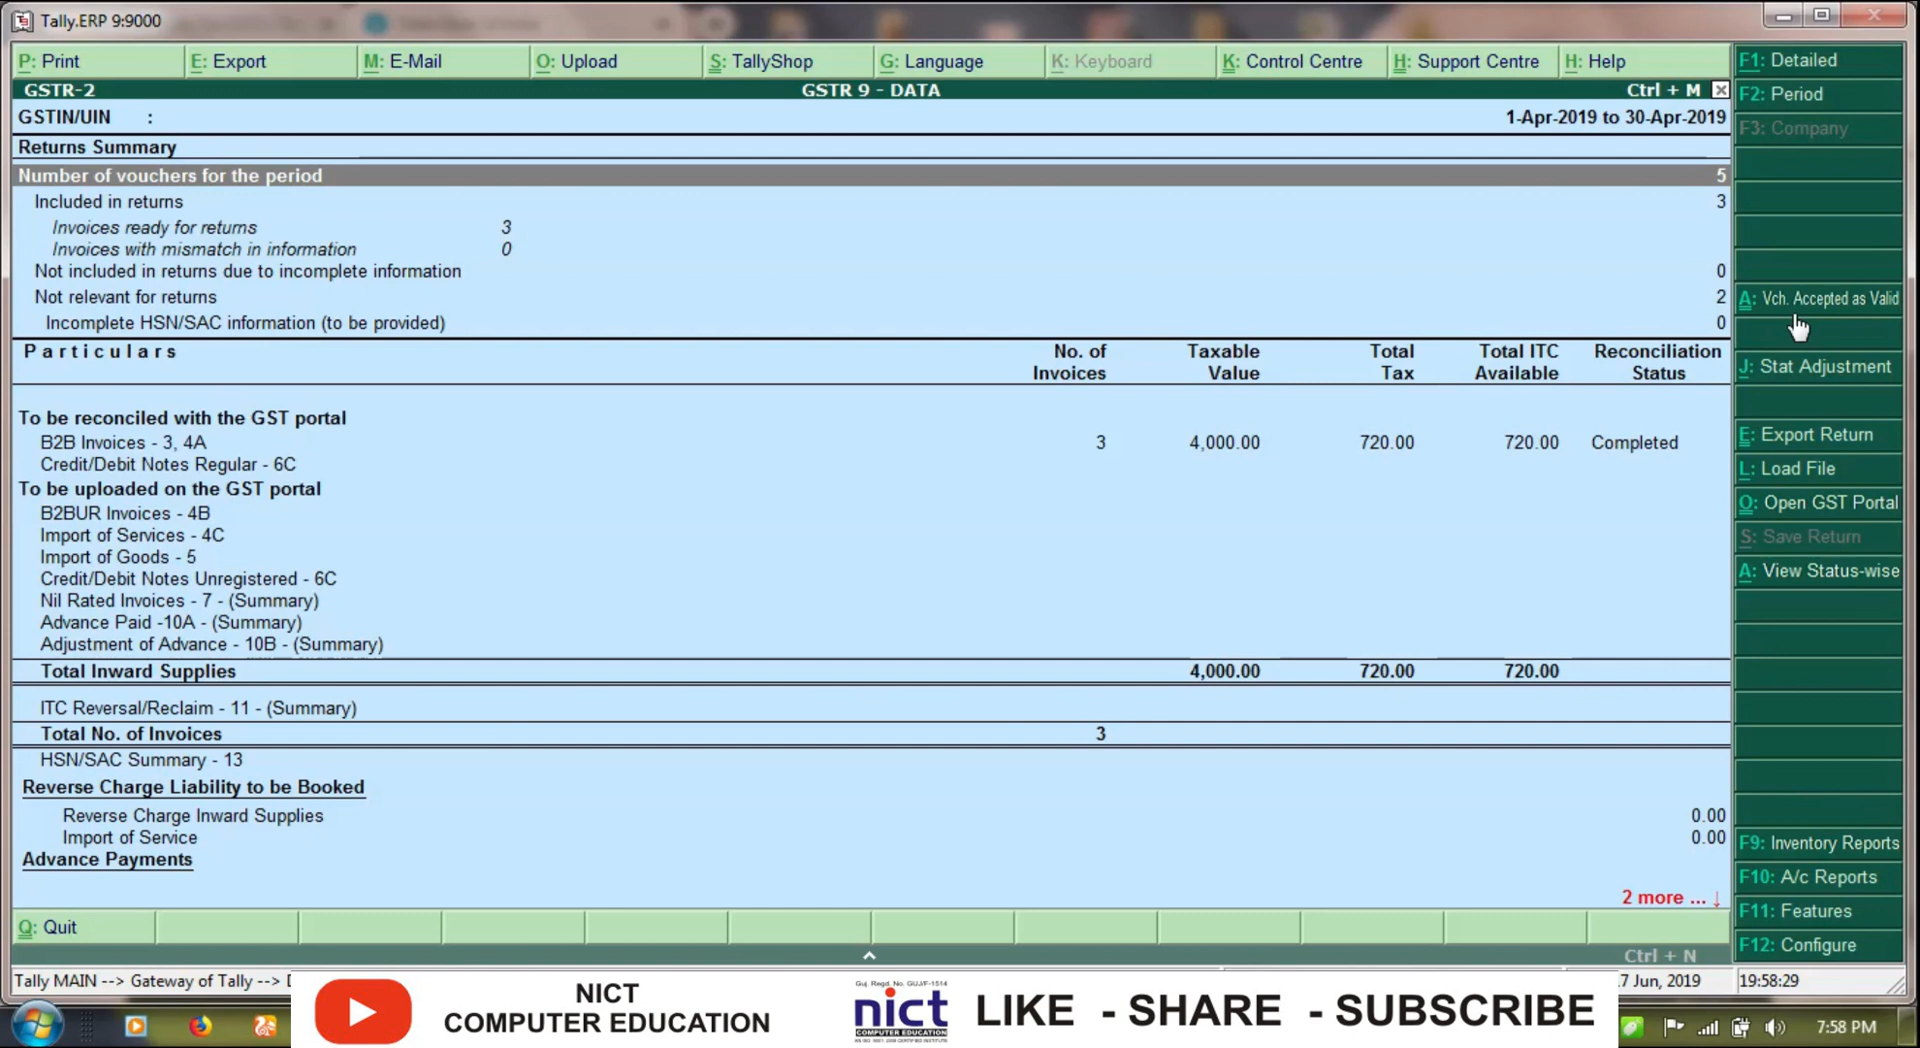 Tally.ERP 9:9000
P: Print E: Export M: E-Mail O: Upload S: TallyShop G: Language K: Keyboard K: Control Centre H: Support Centre H: Help
GSTR-2 GSTR 9 - DATA Ctrl + M
GSTIN/UIN : 1-Apr-2019 to 30-Apr-2019
Returns Summary
Number of vouchers for the period 5
Included in returns 3
Invoices ready for returns 3
Invoices with mismatch in information 0
Not included in returns due to incomplete information 0
Not relevant for returns 2
Incomplete HSN/SAC information (to be provided) 0
Particulars No. of Invoices Taxable Value Total Tax Total ITC Available Reconciliation Status
To be reconciled with the GST portal
B2B Invoices - 3, 4A 3 4,000.00 720.00 720.00 Completed
Credit/Debit Notes Regular - 6C
To be uploaded on the GST portal
B2BUR Invoices - 4B
Import of Services - 4C
Import of Goods - 5
Credit/Debit Notes Unregistered - 6C
Nil Rated Invoices - 7 - (Summary)
Advance Paid -10A - (Summary)
Adjustment of Advance - 10B - (Summary)
Total Inward Supplies 4,000.00 720.00 720.00
ITC Reversal/Reclaim - 11 - (Summary)
Total No. of Invoices 3
HSN/SAC Summary - 13
Reverse Charge Liability to be Booked
Reverse Charge Inward Supplies 0.00
Import of Service 0.00
Advance Payments
2 more ... ↓
Q: Quit
Ctrl + N
F1: Detailed
F2: Period
F3: Company
A: Vch. Accepted as Valid
J: Stat Adjustment
E: Export Return
L: Load File
O: Open GST Portal
S: Save Return
A: View Status-wise
F9: Inventory Reports
F10: A/c Reports
F11: Features
F12: Configure
Tally MAIN --> Gateway of Tally --> 7 Jun, 2019 19:58:29
NICT
COMPUTER EDUCATION
Guj. Regd. No. GUJ/F-1514
nict
COMPUTER EDUCATION
LIKE - SHARE - SUBSCRIBE
7:58 PM